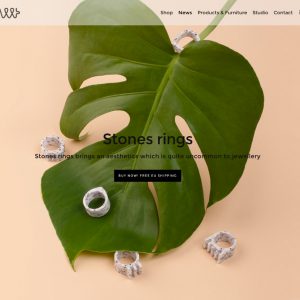 Shop News Products & Furniture Studio Contact
Stones rings
Stones rings brings an aesthetics which is quite uncommon to jewellery
BUY NOW FREE EU SHIPPING